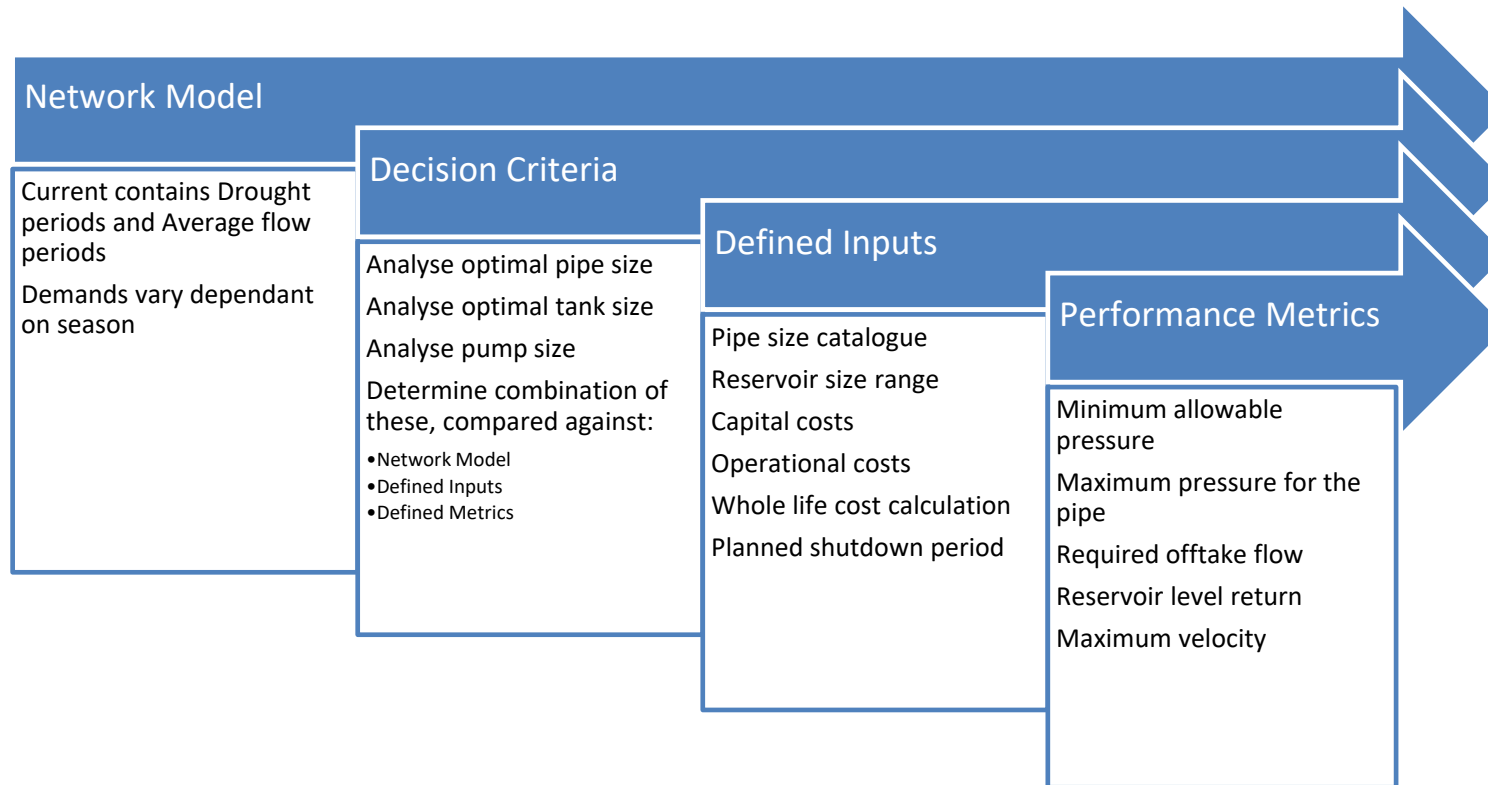 Network Model
Current contains Drought
periods and Average flow
periods
Demands vary dependant
on season
Decision Criteria
Analyse optimal pipe size
Analyse optimal tank size
Analyse pump size
Determine combination of
these, compared against:
•Network Model
•Defined Inputs
•Defined Metrics
Defined Inputs
Pipe size catalogue
Reservoir size range
Capital costs
Operational costs
Whole life cost calculation
Planned shutdown period
Performance Metrics
Minimum allowable
pressure
Maximum pressure for the
pipe
Required offtake flow
Reservoir level return
Maximum velocity